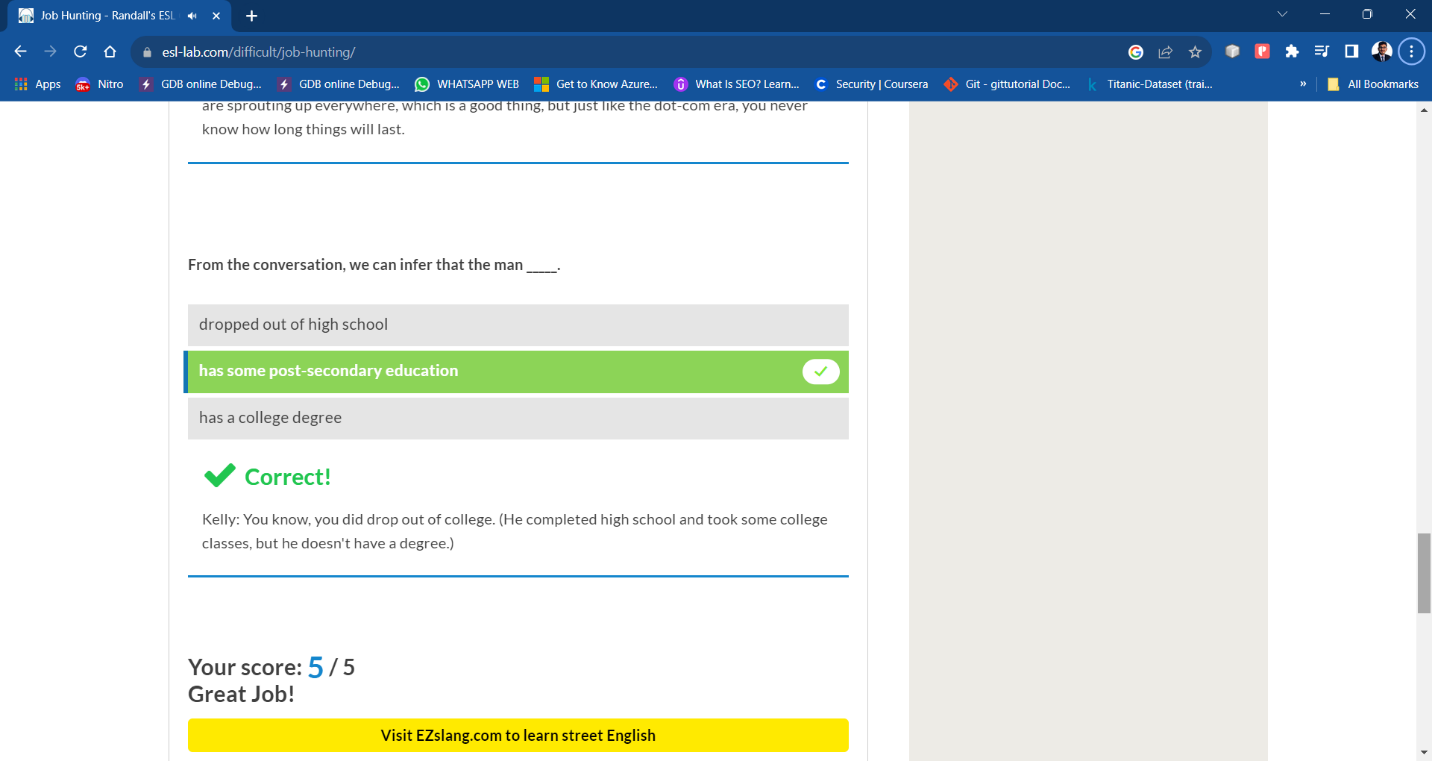 Job Hunting - Randall's ESL
esl-lab.com/difficult/job-hunting/
Apps
5k+
Nitro
GDB online Debug...
GDB online Debug...
WHATSAPP WEB
Get to Know Azure...
What Is SEO? Learn...
Security | Coursera
Git - gittutorial Doc...
Titanic-Dataset (trai...
»
All Bookmarks
are sprouting up everywhere, which is a good thing, but just like the dot-com era, you never
know how long things will last.
From the conversation, we can infer that the man _____.
dropped out of high school
has some post-secondary education
has a college degree
Correct!
Kelly: You know, you did drop out of college. (He completed high school and took some college
classes, but he doesn't have a degree.)
Your score: 5 / 5
Great Job!
Visit EZslang.com to learn street English